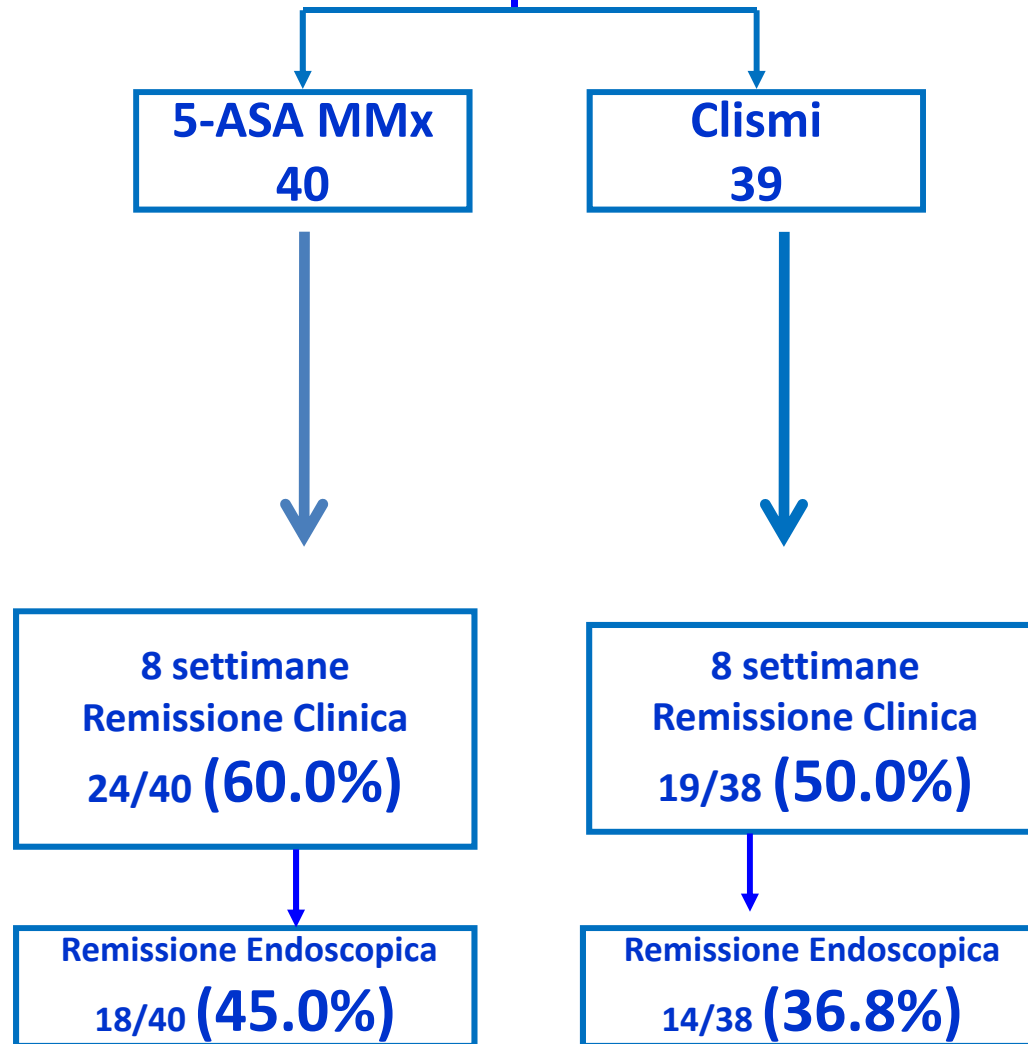 5-ASA MMx
40
Clismi
39
8 settimane
Remissione Clinica
24/40 (60.0%)
8 settimane
Remissione Clinica
19/38 (50.0%)
Remissione Endoscopica
18/40 (45.0%)
Remissione Endoscopica
14/38 (36.8%)